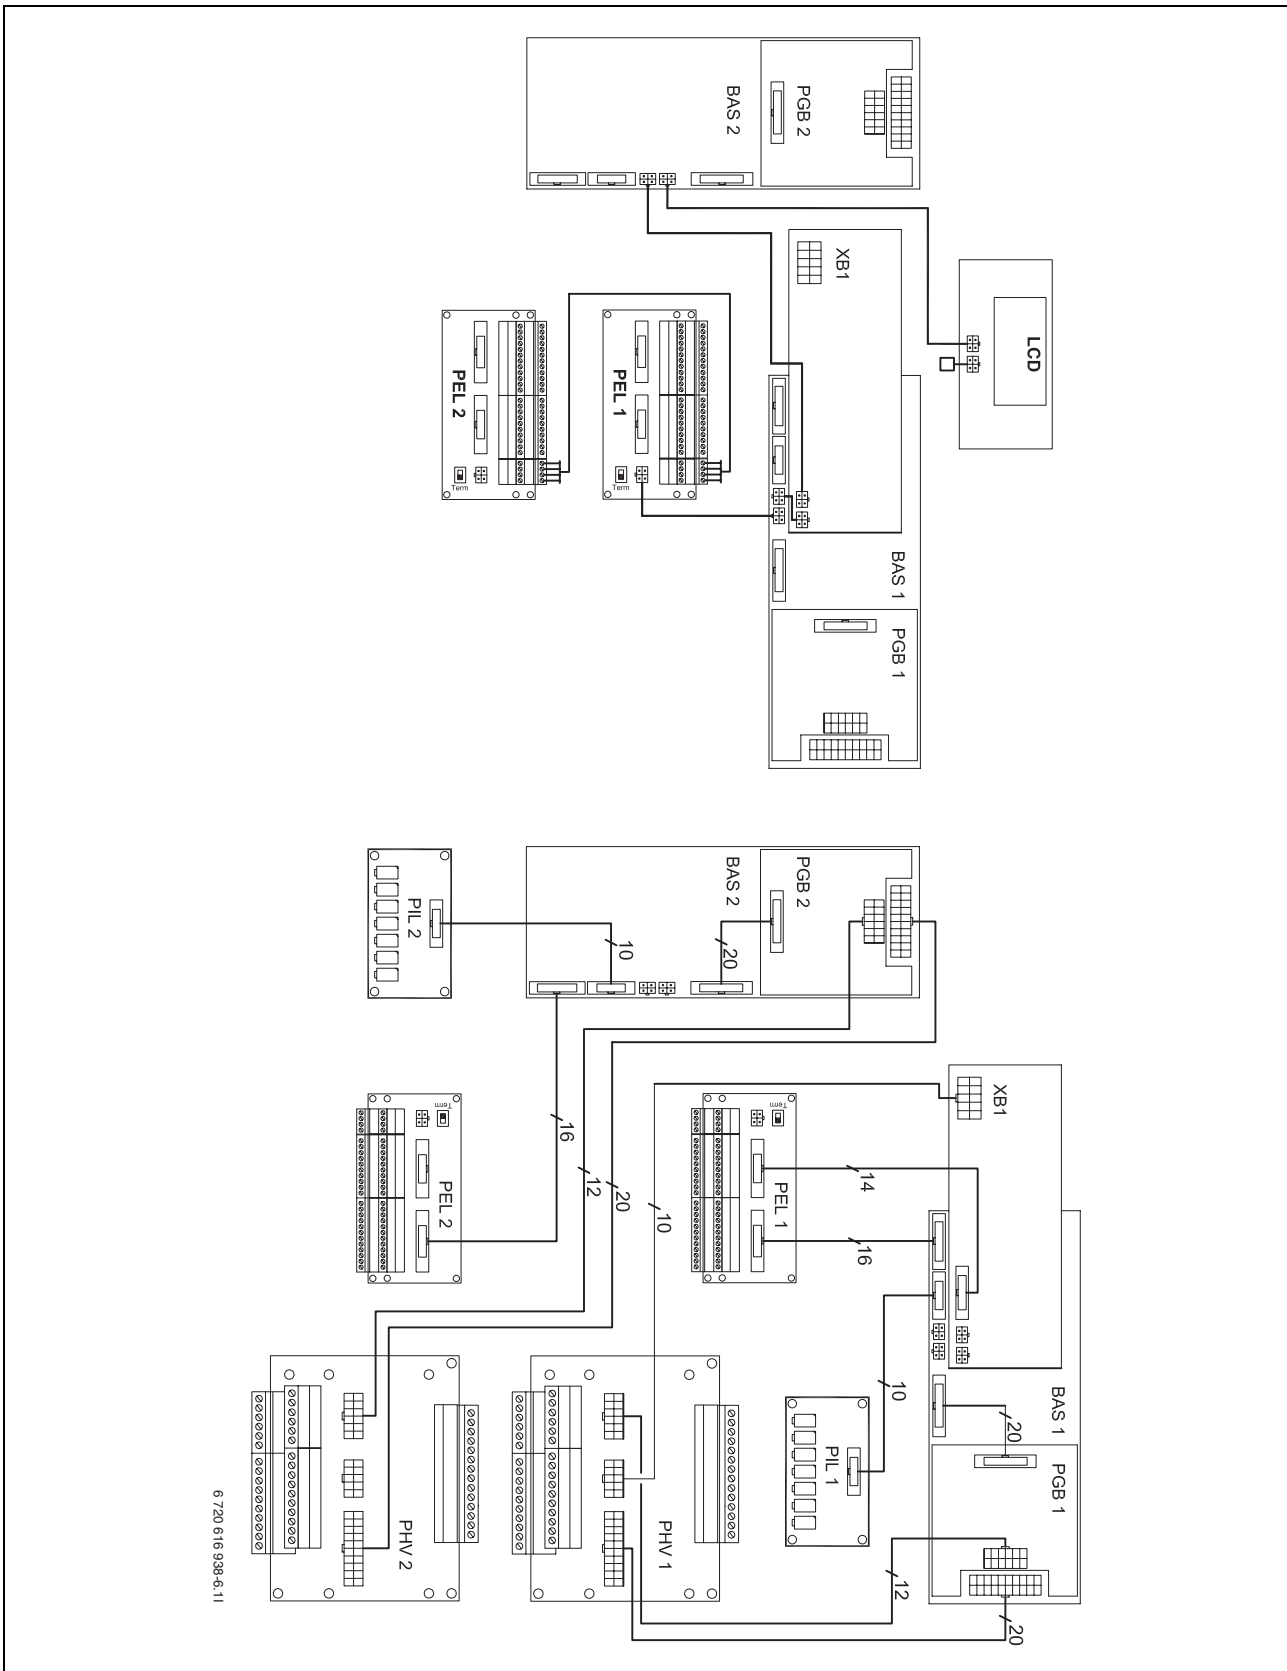 PGB 2
BAS 2
XB1
LCD
PEL 2
PEL 1
Term
Term
BAS 1
PGB 1
PGB 2
BAS 2
PIL 2
10
20
XB1
Term
Term
16
12
20
10
14
PEL 2
PEL 1
16
10
BAS 1
20
PGB 1
PIL 1
PHV 2
PHV 1
12
20
6 720 616 938-6.1I